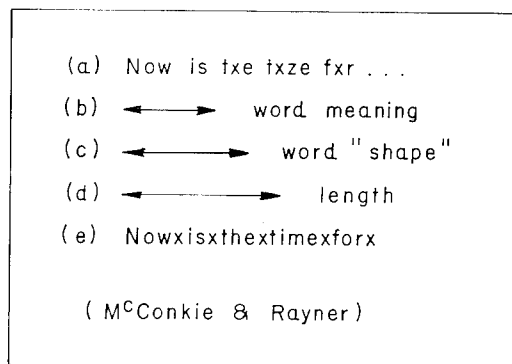 (a) Now is txe txze fxr ...
(b) word meaning
(c) word "shape"
(d) length
(e) Nowxisxthextimexforx
(McConkie & Rayner)